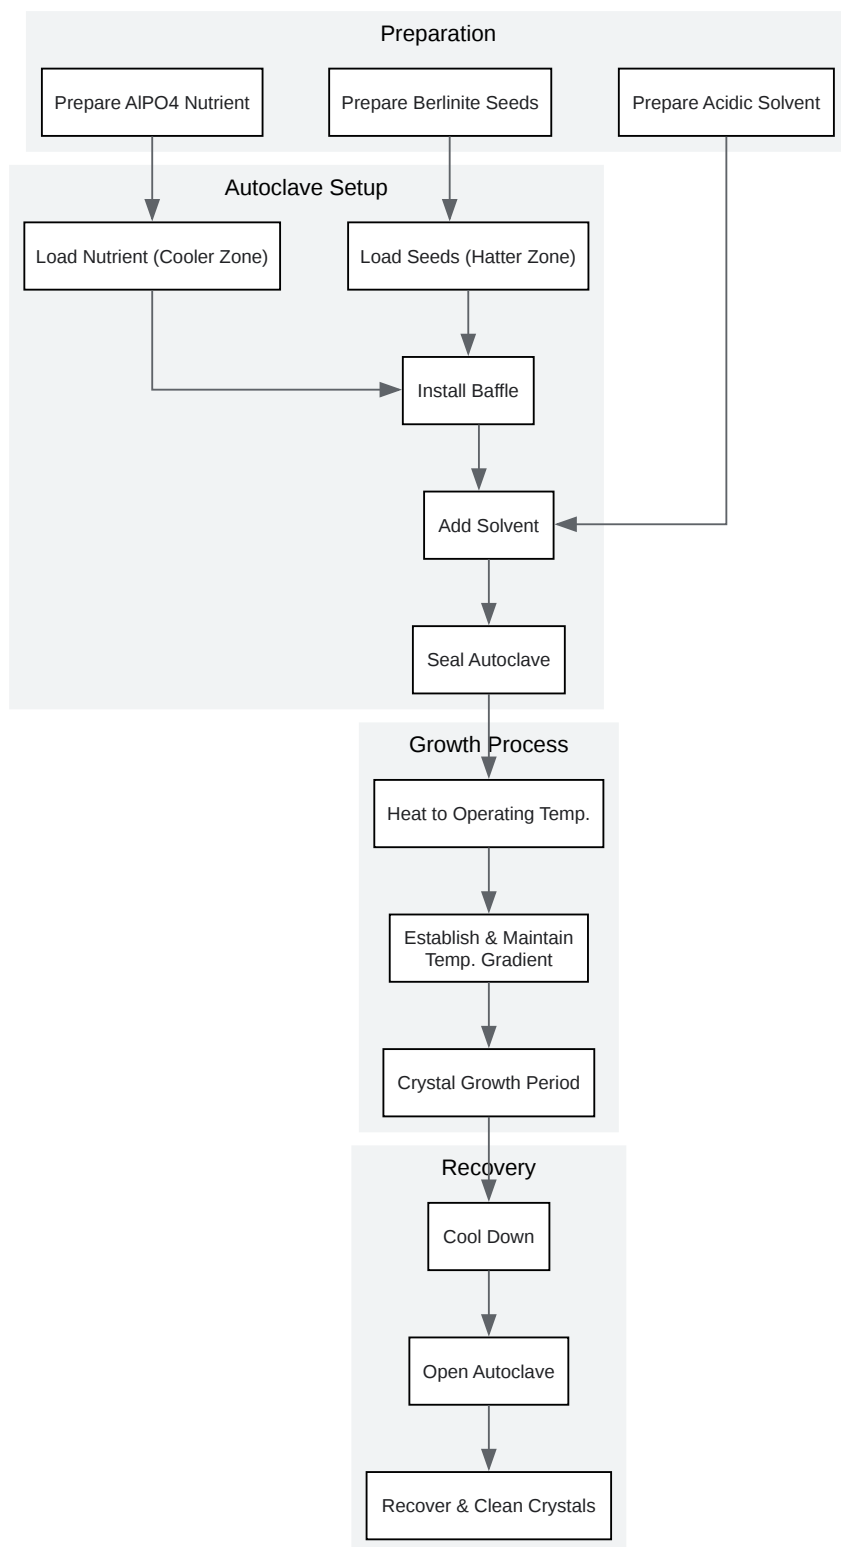 Preparation
Prepare AlPO4 Nutrient
Prepare Berlinite Seeds
Prepare Acidic Solvent
Autoclave Setup
Load Nutrient (Cooler Zone)
Load Seeds (Hatter Zone)
Install Baffle
Add Solvent
Seal Autoclave
Growth Process
Heat to Operating Temp.
Establish & Maintain
Temp. Gradient
Crystal Growth Period
Recovery
Cool Down
Open Autoclave
Recover & Clean Crystals